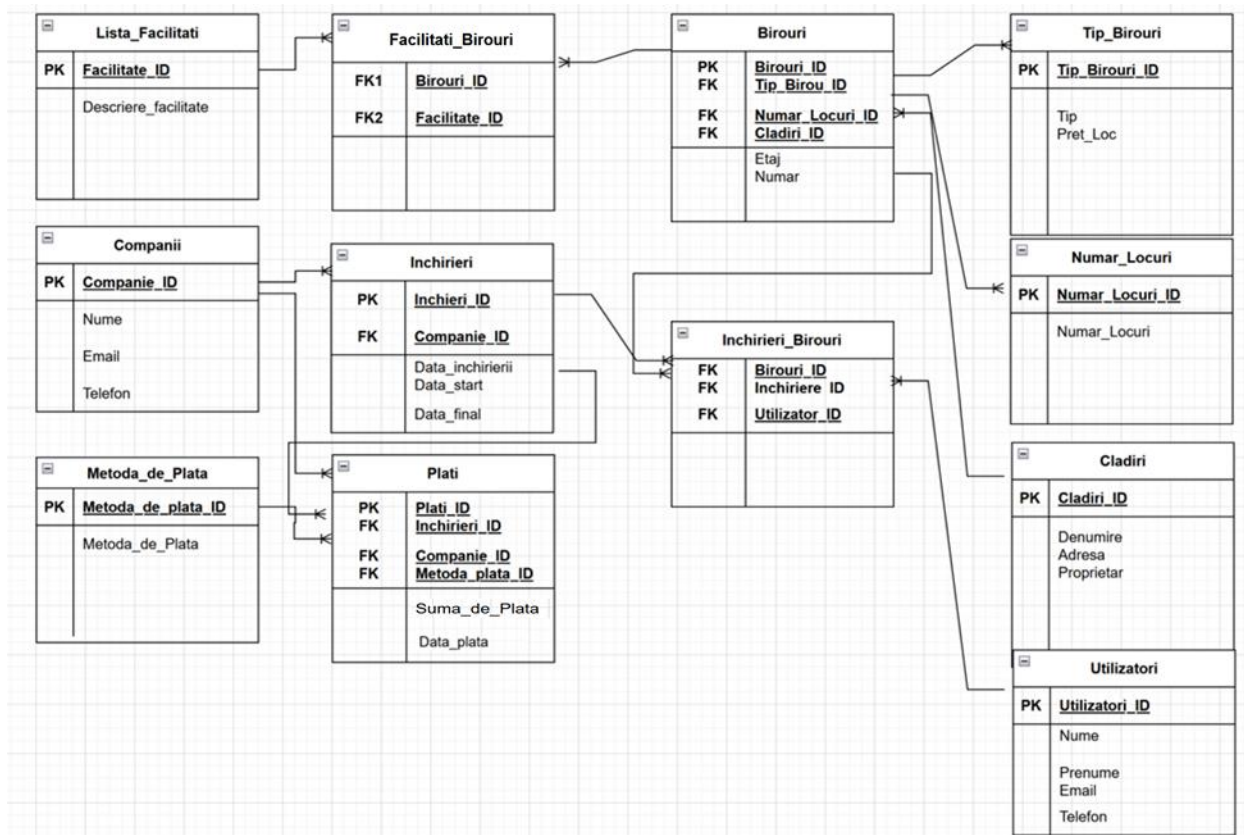 Lista_Facilitati
PK Facilitate_ID
Descriere_facilitate
Facilitati_Birouri
FK1 Birouri_ID
FK2 Facilitate_ID
Birouri
PK Birouri_ID
FK Tip_Birou_ID
FK Numar_Locuri_ID
FK Cladiri_ID
Etaj
Numar
Tip_Birouri
PK Tip_Birouri_ID
Tip
Pret_Loc
Companii
PK Companie_ID
Nume
Email
Telefon
Inchirieri
PK Inchieri_ID
FK Companie_ID
Data_inchirierii
Data_start
Data_final
Inchirieri_Birouri
FK Birouri_ID
FK Inchiriere_ID
FK Utilizator_ID
Numar_Locuri
PK Numar_Locuri_ID
Numar_Locuri
Metoda_de_Plata
PK Metoda_de_plata_ID
Metoda_de_Plata
Plati
PK Plati_ID
FK Inchirieri_ID
FK Companie_ID
FK Metoda_plata_ID
Suma_de_Plata
Data_plata
Cladiri
PK Cladiri_ID
Denumire
Adresa
Proprietar
Utilizatori
PK Utilizatori_ID
Nume
Prenume
Email
Telefon